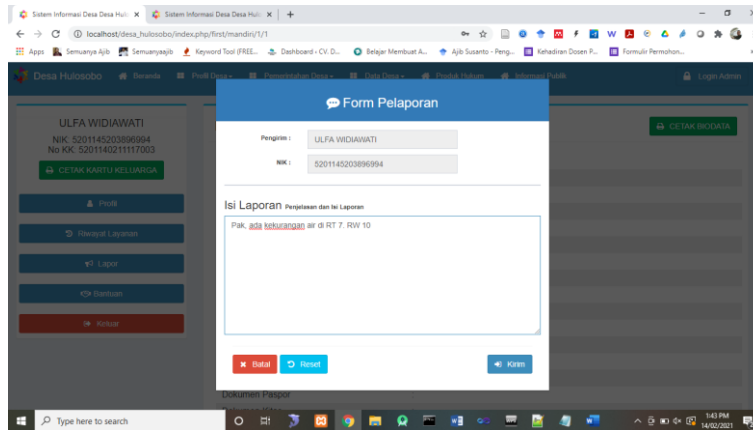 Sistem Informasi Desa Desa Hulo
Sistem Informasi Desa Desa Hulo
localhost/desa_hulosobo/index.php/first/mandiri/1/1
Apps
Semuanya Ajib
Semuanyaajib
Keyword Tool (FREE...
Dashboard ‹ CV. D...
Belajar Membuat A...
Ajib Susanto - Peng...
Kehadiran Dosen P...
Formulir Permohon...
Desa Hulosobo
Beranda
Profil Desa
Pemerintahan Desa
Data Desa
Produk Hukum
Informasi Publik
Login Admin
ULFA WIDIAWATI
NIK: 5201145203896994
No KK: 5201140211117003
CETAK KARTU KELUARGA
Profil
Riwayat Layanan
Lapor
Bantuan
Keluar
CETAK BIODATA
Form Pelaporan
Pengirim :
ULFA WIDIAWATI
NIK :
5201145203896994
Isi Laporan Penjelasan dan Isi Laporan
Pak, ada kekurangan air di RT 7, RW 10
Batal
Reset
Kirim
Dokumen Paspor :
Type here to search
1:43 PM
14/02/2021